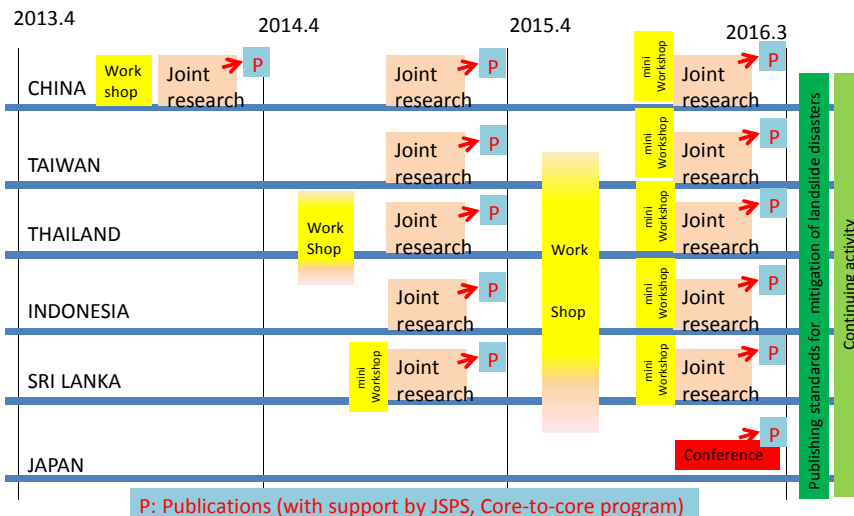 2013.4
2014.4
2015.4
2016.3
CHINA
Work
shop
Joint
research
P
Joint
research
P
mini
Workshop
Joint
research
P
TAIWAN
Joint
research
P
mini
Workshop
Joint
research
P
THAILAND
Work
Shop
Joint
research
P
Work
Shop
mini
Workshop
Joint
research
P
INDONESIA
Joint
research
P
mini
Workshop
Joint
research
P
SRI LANKA
mini
Workshop
Joint
research
P
mini
Workshop
Joint
research
P
JAPAN
Conference
P
Publishing standards for mitigation of landslide disasters
Continuing activity
P: Publications (with support by JSPS, Core-to-core program)